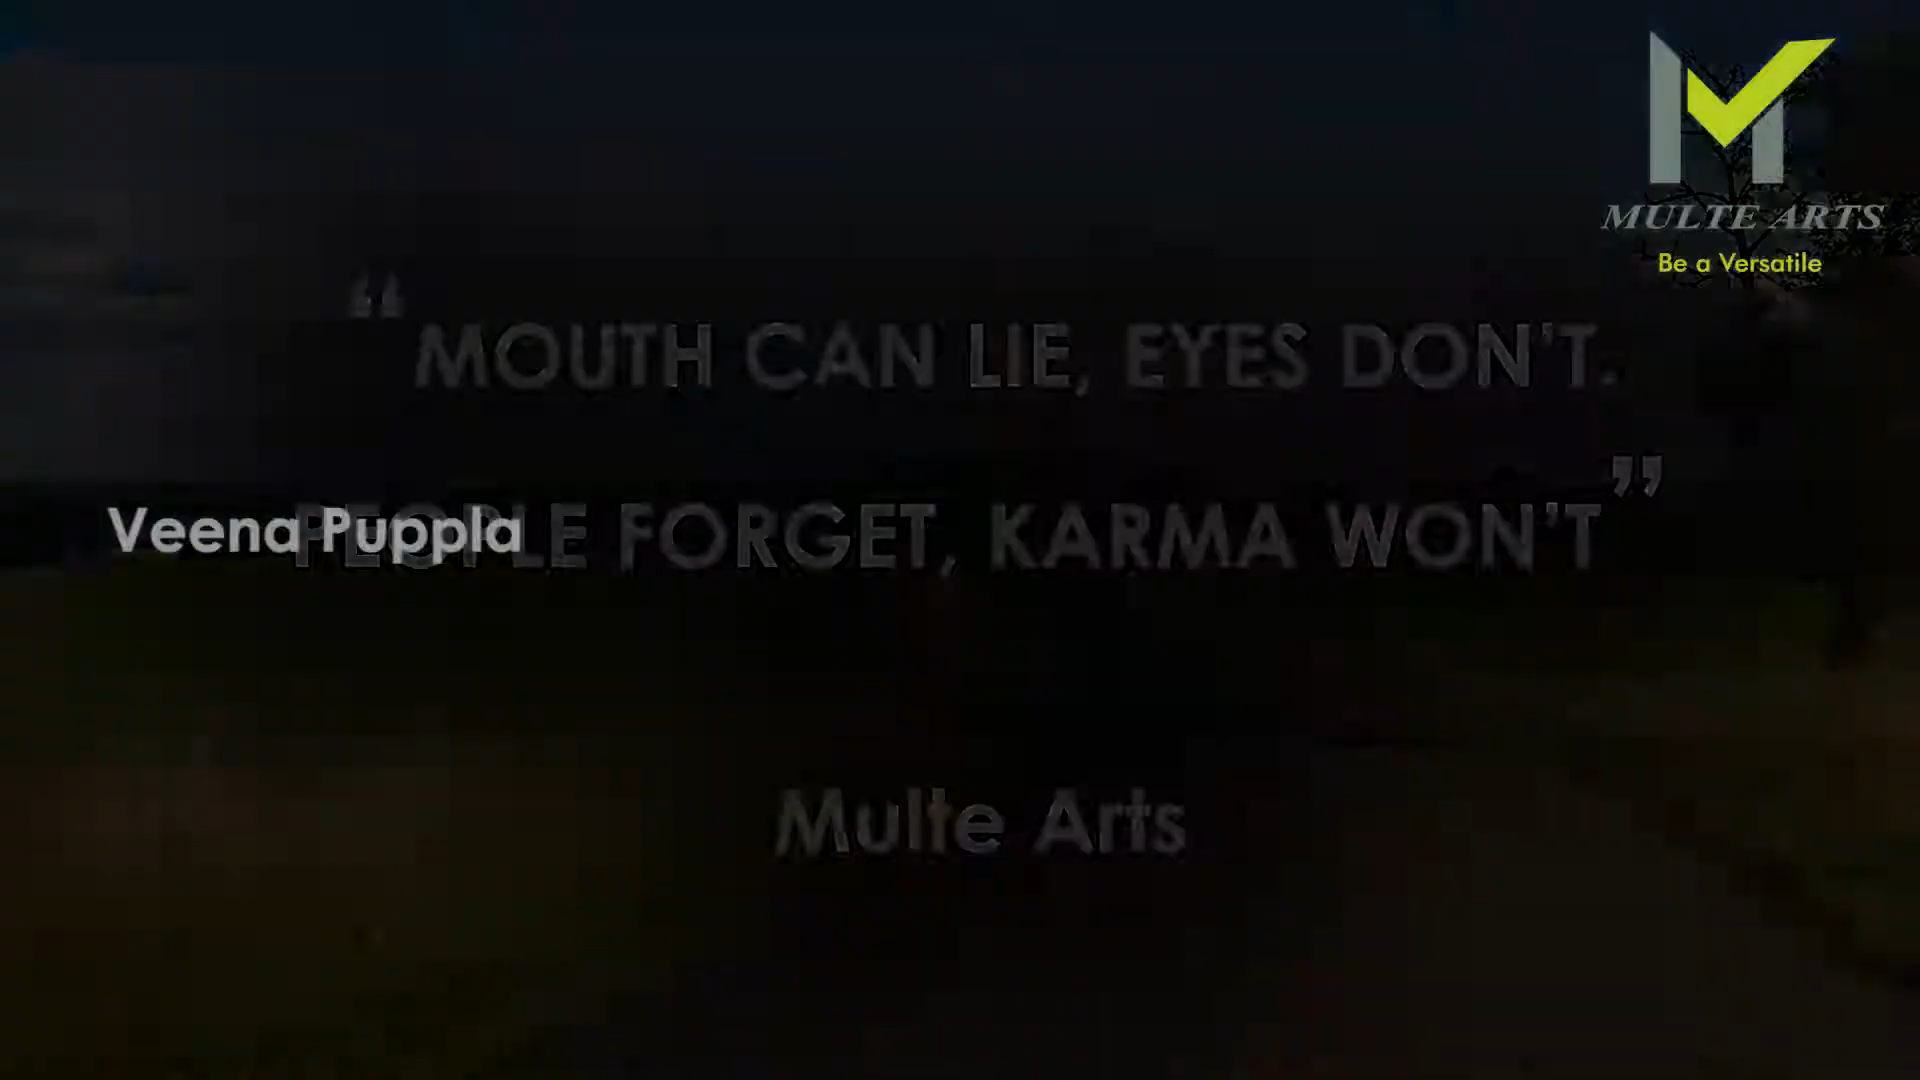 MULTE ARTS
Be a Versatile
“MOUTH CAN LIE, EYES DON'T.
PEOPLE FORGET, KARMA WON'T”
Veena Puppla
Multe Arts